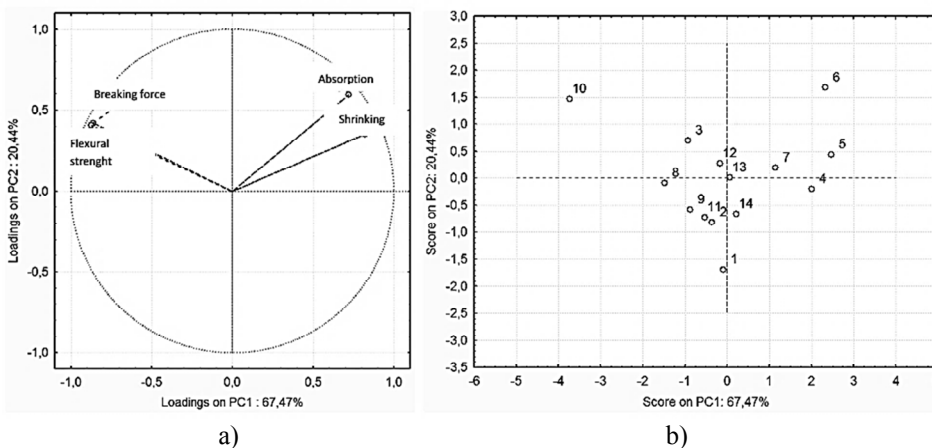 1,0
0,5
0,0
-0,5
-1,0
Loadings on PC2 : 20,44%
Breaking force
Flexural
strenght
Absorption
Shrinking
-1,0 -0,5 0,0 0,5 1,0
Loadings on PC1 : 67,47%
a)
3,0
2,5
2,0
1,5
1,0
0,5
0,0
-0,5
-1,0
-1,5
-2,0
-2,5
-3,0
-3,5
Score on PC2: 20,44%
10
6
3
5
12
7
13
8
4
9
11
2
14
1
-6 -5 -4 -3 -2 -1 0 1 2 3 4 5
Score on PC1: 67,47%
b)